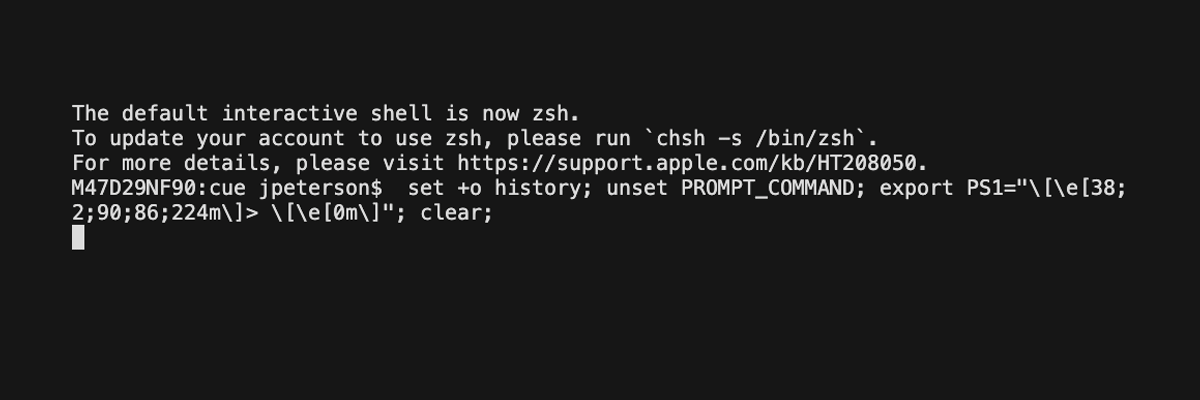 The default interactive shell is now zsh.
To update your account to use zsh, please run `chsh -s /bin/zsh`.
For more details, please visit https://support.apple.com/kb/HT208050.
M47D29NF90:cue jpeterson$  set +o history; unset PROMPT_COMMAND; export PS1="\[\e[38;
2;90;86;224m\]> \[\e[0m\]"; clear;